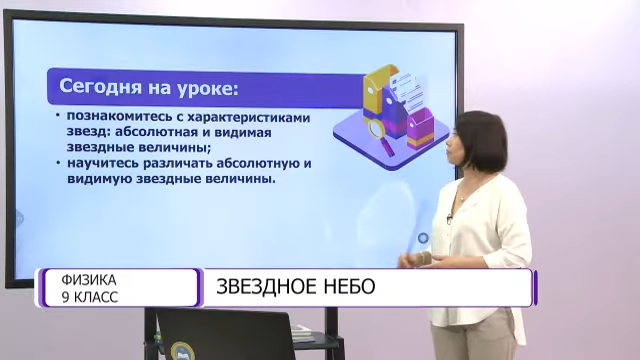 Сегодня на уроке:
• познакомитесь с характеристиками
звезд: абсолютная и видимая
звездные величины;
• научитесь различать абсолютную и
видимую звездные величины.
ФИЗИКА
9 КЛАСС
ЗВЕЗДНОЕ НЕБО